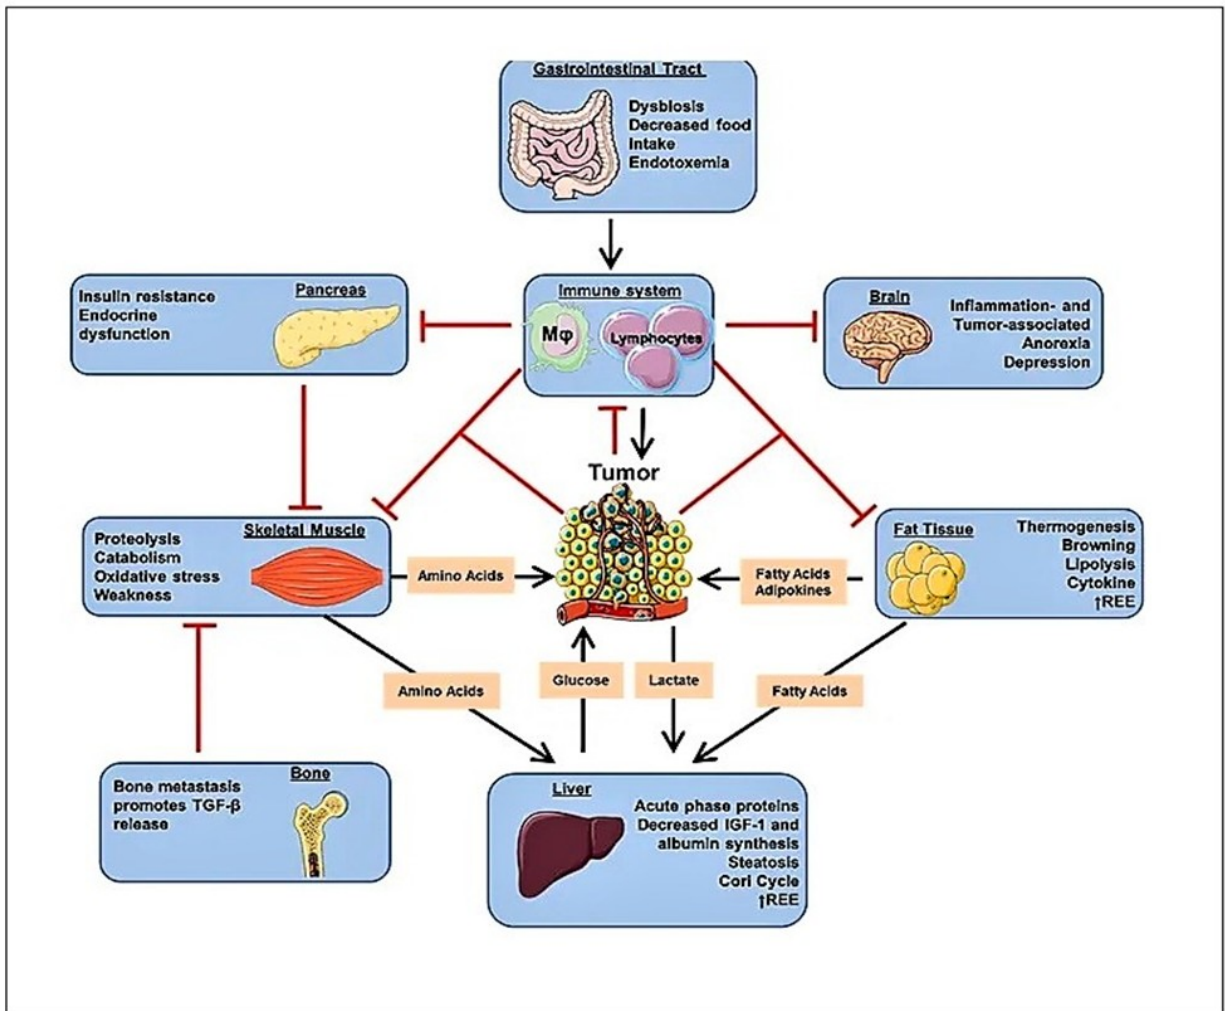 Gastrointestinal Tract
Dysbiosis
Decreased food
Intake
Endotoxemia
Insulin resistance
Endocrine
dysfunction
Pancreas
Immune system
Mφ
Lymphocytes
Brain
Inflammation- and
Tumor-associated
Anorexia
Depression
Tumor
Proteolysis
Catabolism
Oxidative stress
Weakness
Skeletal Muscle
Amino Acids
Fatty Acids
Adipokines
Fat Tissue
Thermogenesis
Browning
Lipolysis
Cytokine
↑REE
Amino Acids
Glucose
Lactate
Fatty Acids
Bone metastasis
promotes TGF-β
release
Bone
Liver
Acute phase proteins
Decreased IGF-1 and
albumin synthesis
Steatosis
Cori Cycle
↑REE